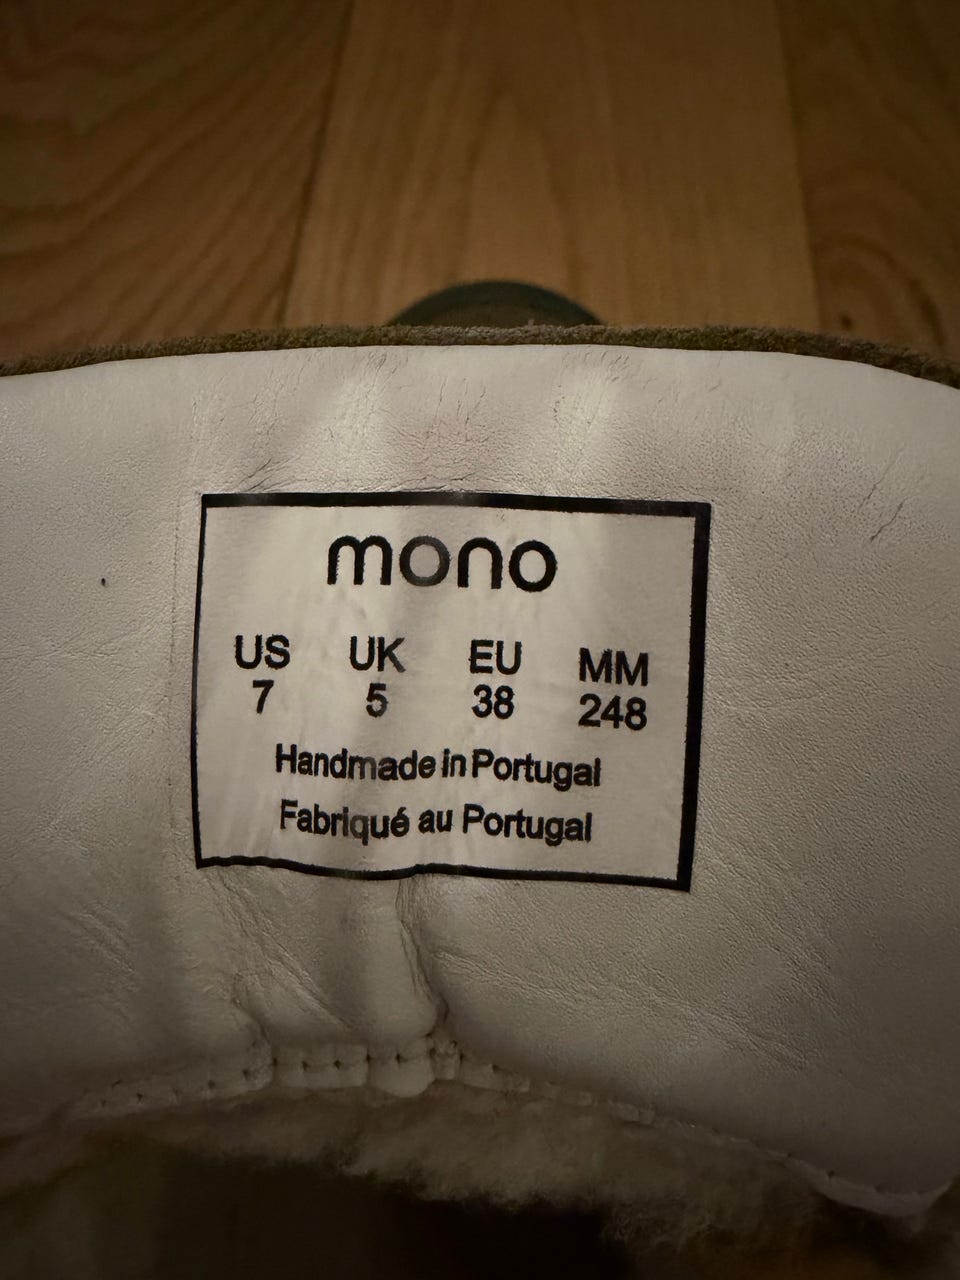 mono
US UK EU MM
7 5 38 248
Handmade in Portugal
Fabriqué au Portugal